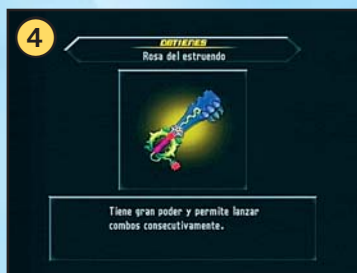 4
OBTIENES
Rosa del estruendo
Tiene gran poder y permite lanzar
combos consecutivamente.